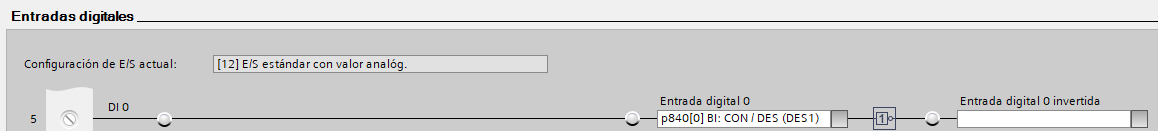 Entradas digitales
Configuración de E/S actual: [12] E/S estándar con valor analóg.
DI 0 Entrada digital 0 Entrada digital 0 invertida
5 p840[0] BI: CON / DES (DES1) 1